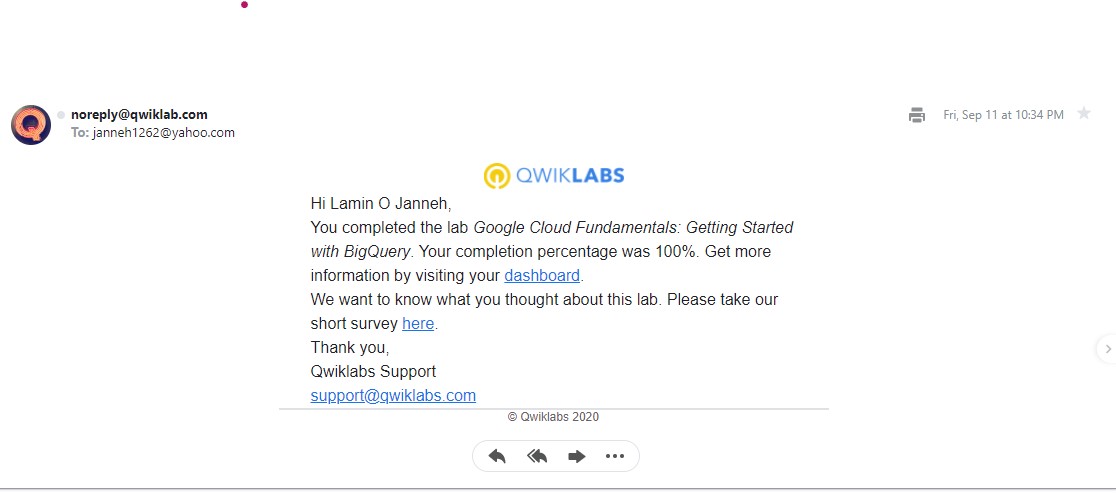 noreply@qwiklab.com
Fri, Sep 11 at 10:34 PM
To: janneh1262@yahoo.com
QWIKLABS
Hi Lamin O Janneh,
You completed the lab Google Cloud Fundamentals: Getting Started
with BigQuery. Your completion percentage was 100%. Get more
information by visiting your dashboard.
We want to know what you thought about this lab. Please take our
short survey here.
Thank you,
Qwiklabs Support
support@qwiklabs.com
© Qwiklabs 2020